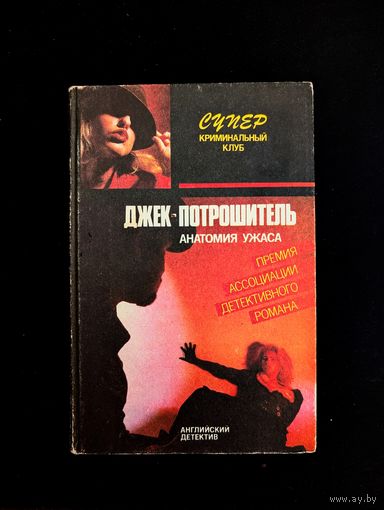 СУПЕР
КРИМИНАЛЬНЫЙ
КЛУБ
ДЖЕК-ПОТРОШИТЕЛЬ
АНАТОМИЯ УЖАСА
ПРЕМИЯ
АССОЦИАЦИИ
ДЕТЕКТИВНОГО
РОМАНА
АНГЛИЙСКИЙ
ДЕТЕКТИВ
www.ay.by